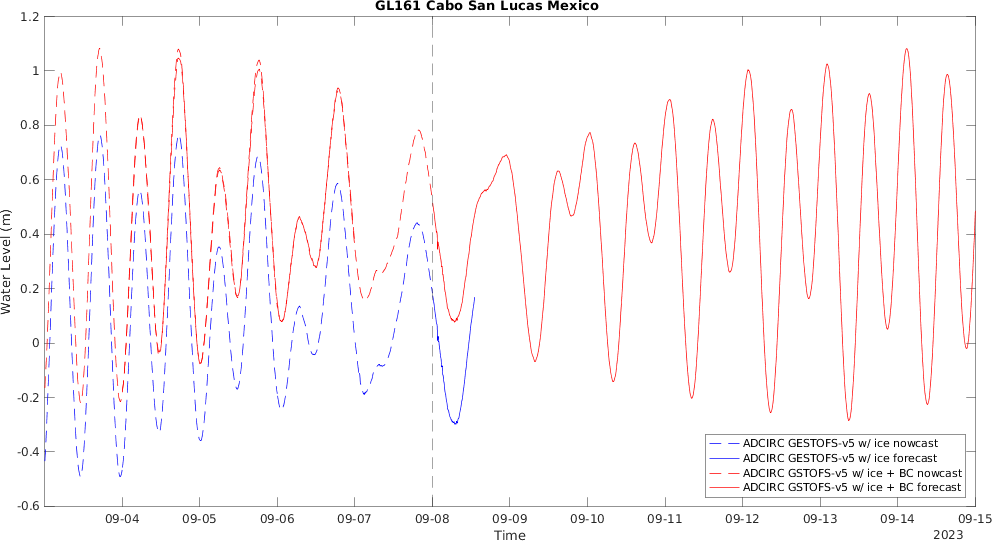 GL161 Cabo San Lucas Mexico
Water Level (m)
1.2
1
0.8
0.6
0.4
0.2
0
-0.2
-0.4
-0.6
ADCIRC GESTOFS-v5 w/ ice nowcast
ADCIRC GESTOFS-v5 w/ ice forecast
ADCIRC GSTOFS-v5 w/ ice + BC nowcast
ADCIRC GSTOFS-v5 w/ ice + BC forecast
09-04 09-05 09-06 09-07 09-08 09-09 09-10 09-11 09-12 09-13 09-14 09-15
Time
2023